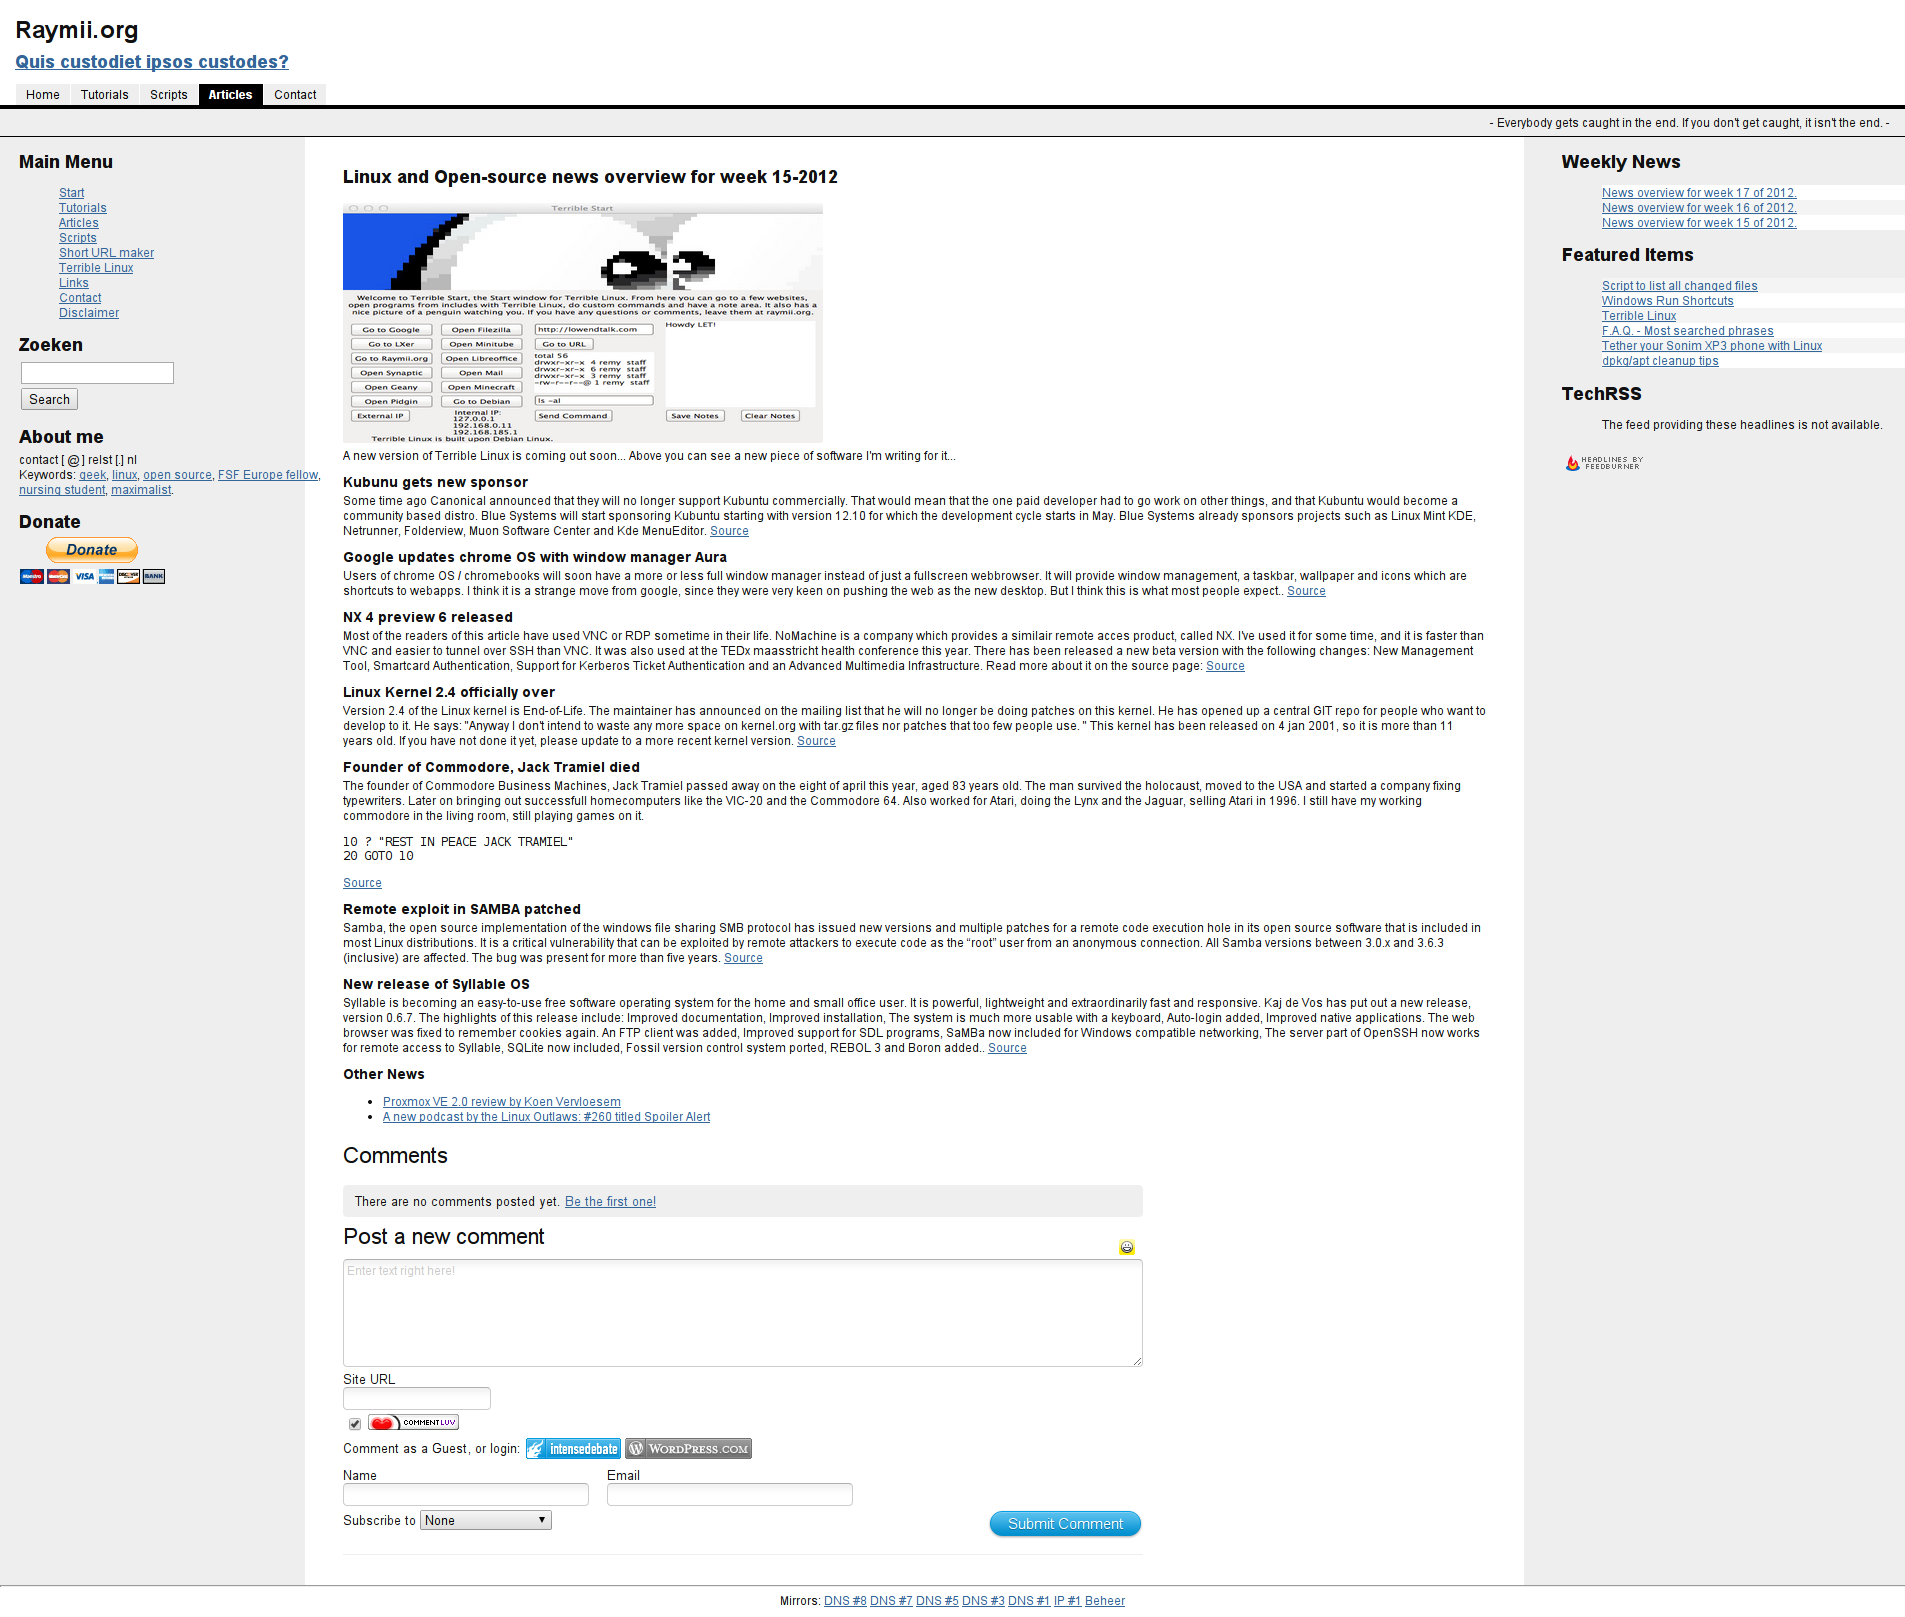 Raymii.org
Quis custodiet ipsos custodes?
Home Tutorials Scripts Articles Contact
- Everybody gets caught in the end. If you don't get caught, it isn't the end. -
Main Menu
Start
Tutorials
Articles
Scripts
Short URL maker
Terrible Linux
Links
Contact
Disclaimer
Zoeken
Search
About me
contact [ @ ] relst [.] nl
Keywords: geek, linux, open source, FSF Europe fellow,
nursing student, maximalist.
Donate
Donate
Maestro MasterCard VISA DISCOVER BANK
Linux and Open-source news overview for week 15-2012
Terrible Start
Welcome to Terrible Start, the Start window for Terrible Linux. From here you can go to a few websites,
open programs from includes with Terrible Linux, do custom commands and have a note area. It also has a
nice picture of a penguin watching you. If you have any questions or comments, leave them at raymii.org.
Go to Google Open Filezilla http://lowendtalk.com Howdy LET!
Go to LXer Open Minitube Go to URL
Go to Raymii.org Open Libreoffice total 56
drwxr-xr-x 4 remy staff
Open Synaptic Open Mail drwxr-xr-x 6 remy staff
drwxr-xr-x 3 remy staff
Open Geany Open Minecraft -rw-r--r--@ 1 remy staff
Open Pidgin Go to Debian ls -al
External IP Internal IP: Send Command Save Notes Clear Notes
127.0.0.1
192.168.0.11
192.168.185.1
Terrible Linux is built upon Debian Linux.
A new version of Terrible Linux is coming out soon... Above you can see a new piece of software I'm writing for it...
Kubunu gets new sponsor
Some time ago Canonical announced that they will no longer support Kubuntu commercially. That would mean that the one paid developer had to go work on other things, and that Kubuntu would become a
community based distro. Blue Systems will start sponsoring Kubuntu starting with version 12.10 for which the development cycle starts in May. Blue Systems already sponsors projects such as Linux Mint KDE,
Netrunner, Folderview, Muon Software Center and Kde MenuEditor. Source
Google updates chrome OS with window manager Aura
Users of chrome OS / chromebooks will soon have a more or less full window manager instead of just a fullscreen webbrowser. It will provide window management, a taskbar, wallpaper and icons which are
shortcuts to webapps. I think it is a strange move from google, since they were very keen on pushing the web as the new desktop. But I think this is what most people expect.. Source
NX 4 preview 6 released
Most of the readers of this article have used VNC or RDP sometime in their life. NoMachine is a company which provides a similair remote acces product, called NX. I've used it for some time, and it is faster than
VNC and easier to tunnel over SSH than VNC. It was also used at the TEDx maasstricht health conference this year. There has been released a new beta version with the following changes: New Management
Tool, Smartcard Authentication, Support for Kerberos Ticket Authentication and an Advanced Multimedia Infrastructure. Read more about it on the source page: Source
Linux Kernel 2.4 officially over
Version 2.4 of the Linux kernel is End-of-Life. The maintainer has announced on the mailing list that he will no longer be doing patches on this kernel. He has opened up a central GIT repo for people who want to
develop to it. He says: "Anyway I don't intend to waste any more space on kernel.org with tar.gz files nor patches that too few people use. " This kernel has been released on 4 jan 2001, so it is more than 11
years old. If you have not done it yet, please update to a more recent kernel version. Source
Founder of Commodore, Jack Tramiel died
The founder of Commodore Business Machines, Jack Tramiel passed away on the eight of april this year, aged 83 years old. The man survived the holocaust, moved to the USA and started a company fixing
typewriters. Later on bringing out successfull homecomputers like the VIC-20 and the Commodore 64. Also worked for Atari, doing the Lynx and the Jaguar, selling Atari in 1996. I still have my working
commodore in the living room, still playing games on it.
10 ? "REST IN PEACE JACK TRAMIEL"
20 GOTO 10
Source
Remote exploit in SAMBA patched
Samba, the open source implementation of the windows file sharing SMB protocol has issued new versions and multiple patches for a remote code execution hole in its open source software that is included in
most Linux distributions. It is a critical vulnerability that can be exploited by remote attackers to execute code as the “root” user from an anonymous connection. All Samba versions between 3.0.x and 3.6.3
(inclusive) are affected. The bug was present for more than five years. Source
New release of Syllable OS
Syllable is becoming an easy-to-use free software operating system for the home and small office user. It is powerful, lightweight and extraordinarily fast and responsive. Kaj de Vos has put out a new release,
version 0.6.7. The highlights of this release include: Improved documentation, Improved installation, The system is much more usable with a keyboard, Auto-login added, Improved native applications. The web
browser was fixed to remember cookies again. An FTP client was added, Improved support for SDL programs, SaMBa now included for Windows compatible networking, The server part of OpenSSH now works
for remote access to Syllable, SQLite now included, Fossil version control system ported, REBOL 3 and Boron added.. Source
Other News
Proxmox VE 2.0 review by Koen Vervloesem
A new podcast by the Linux Outlaws: #260 titled Spoiler Alert
Comments
There are no comments posted yet. Be the first one!
Post a new comment
Enter text right here!
Site URL
COMMENTLUV
Comment as a Guest, or login: intensedebate WORDPRESS.COM
Name Email
Subscribe to None Submit Comment
Weekly News
News overview for week 17 of 2012.
News overview for week 16 of 2012.
News overview for week 15 of 2012.
Featured Items
Script to list all changed files
Windows Run Shortcuts
Terrible Linux
F.A.Q. - Most searched phrases
Tether your Sonim XP3 phone with Linux
dpkg/apt cleanup tips
TechRSS
The feed providing these headlines is not available.
HEADLINES BY
FEEDBURNER
Mirrors: DNS #8 DNS #7 DNS #5 DNS #3 DNS #1 IP #1 Beheer